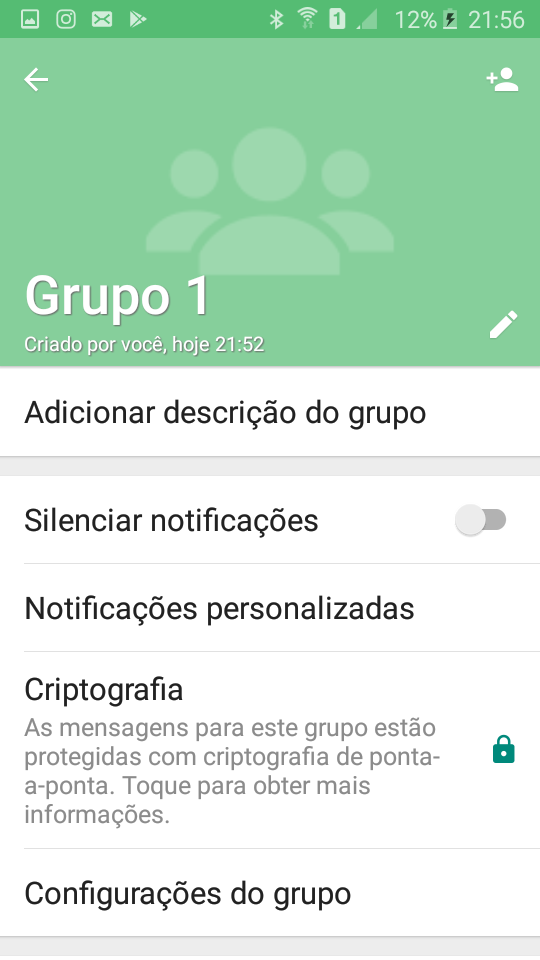 1 12% 21:56
Grupo 1
Criado por você, hoje 21:52
Adicionar descrição do grupo
Silenciar notificações
Notificações personalizadas
Criptografia
As mensagens para este grupo estão
protegidas com criptografia de ponta-
a-ponta. Toque para obter mais
informações.
Configurações do grupo